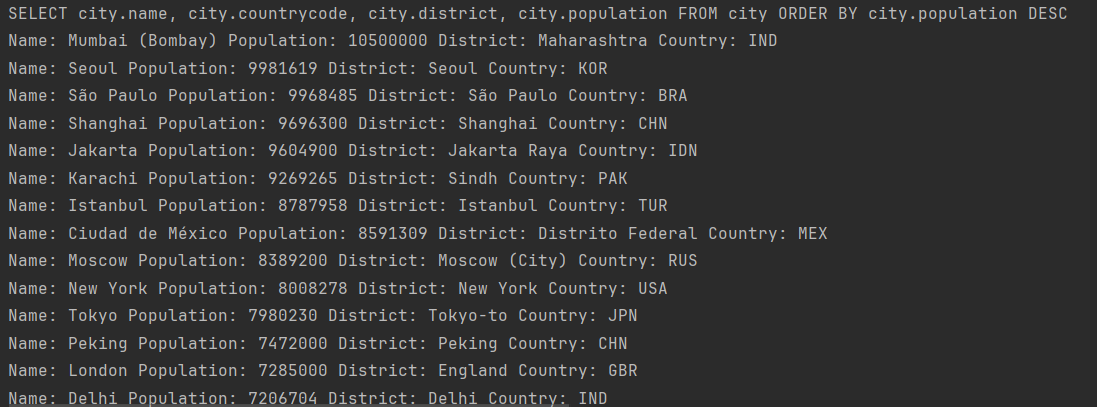 SELECT city.name, city.countrycode, city.district, city.population FROM city ORDER BY city.population DESC
Name: Mumbai (Bombay) Population: 10500000 District: Maharashtra Country: IND
Name: Seoul Population: 9981619 District: Seoul Country: KOR
Name: São Paulo Population: 9968485 District: São Paulo Country: BRA
Name: Shanghai Population: 9696300 District: Shanghai Country: CHN
Name: Jakarta Population: 9604900 District: Jakarta Raya Country: IDN
Name: Karachi Population: 9269265 District: Sindh Country: PAK
Name: Istanbul Population: 8787958 District: Istanbul Country: TUR
Name: Ciudad de México Population: 8591309 District: Distrito Federal Country: MEX
Name: Moscow Population: 8389200 District: Moscow (City) Country: RUS
Name: New York Population: 8008278 District: New York Country: USA
Name: Tokyo Population: 7980230 District: Tokyo-to Country: JPN
Name: Peking Population: 7472000 District: Peking Country: CHN
Name: London Population: 7285000 District: England Country: GBR
Name: Delhi Population: 7206704 District: Delhi Country: IND